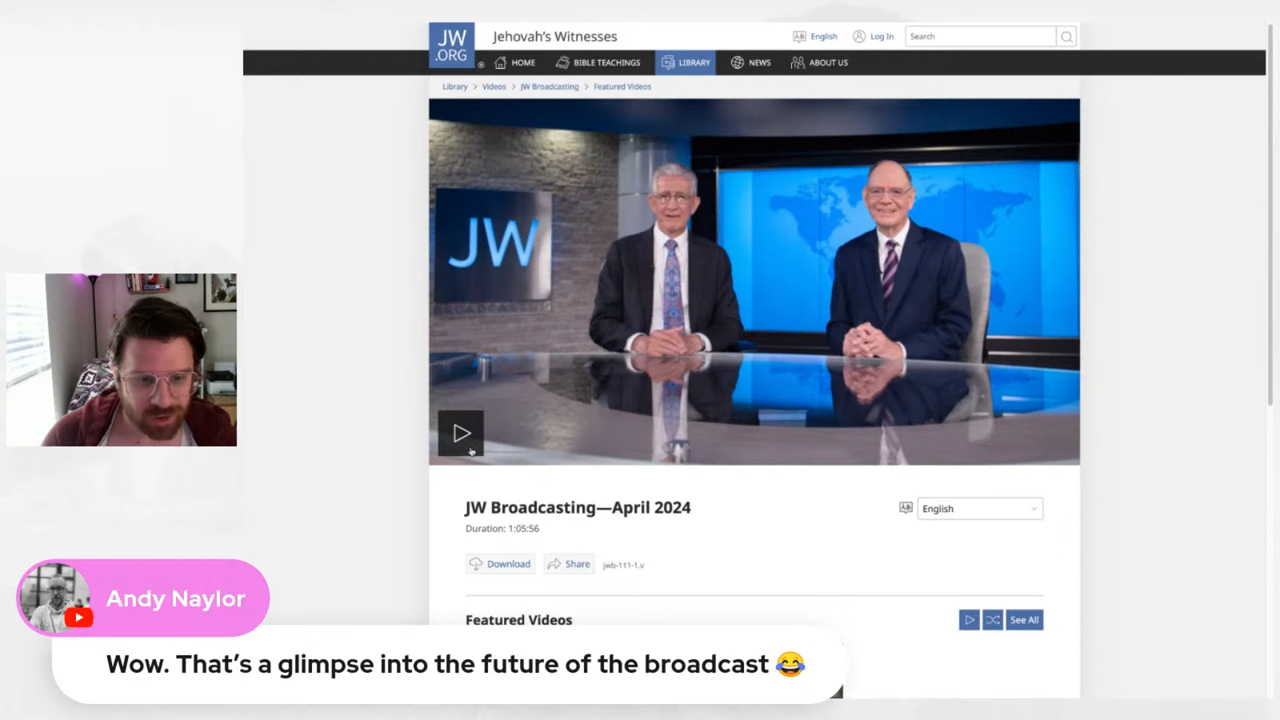 JW
.ORG
Jehovah's Witnesses
English
Log In
Search
HOME
BIBLE TEACHINGS
LIBRARY
NEWS
ABOUT US
Library > Videos > JW Broadcasting > Featured Videos
JW
BROADCASTING
JW Broadcasting—April 2024
English
Duration: 1:05:56
Download
Share
jwb-111-1.v
Featured Videos
See All
Andy Naylor
Wow. That's a glimpse into the future of the broadcast 😂